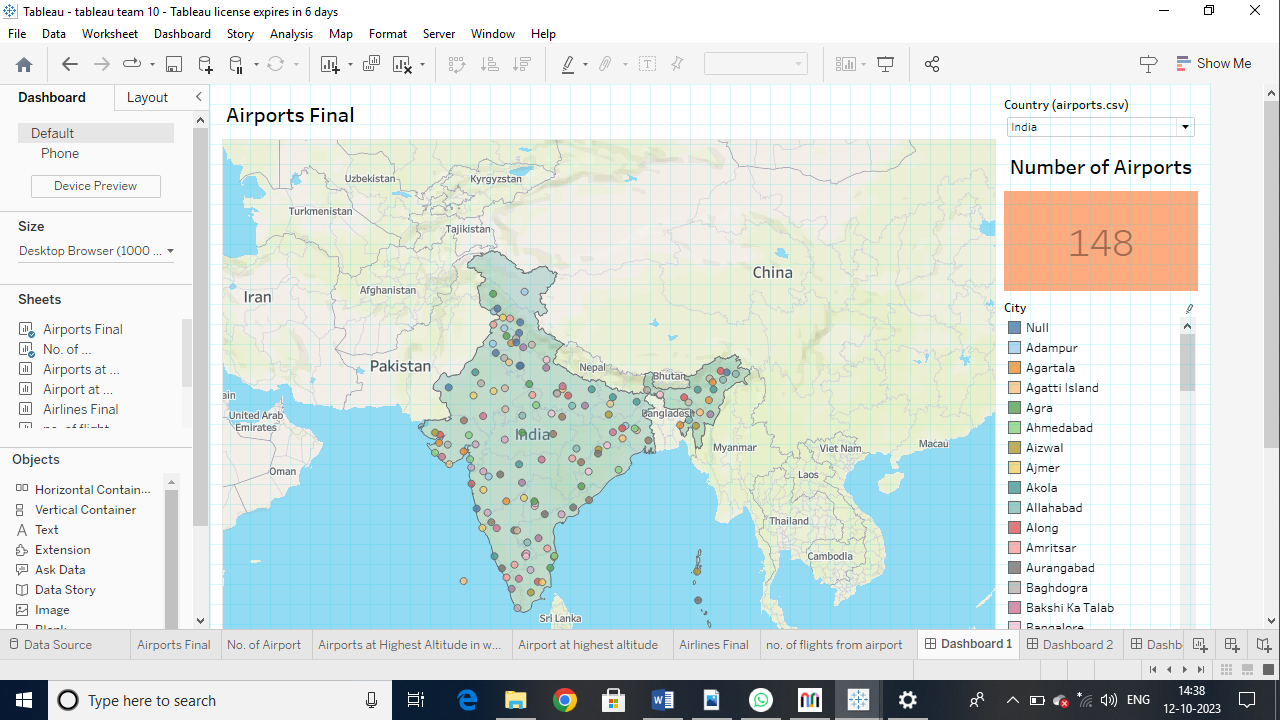 Tableau - tableau team 10 - Tableau license expires in 6 days
File Data Worksheet Dashboard Story Analysis Map Format Server Window Help
Show Me
Dashboard Layout
Default
Phone
Device Preview
Size
Desktop Browser (1000 ...
Sheets
Airports Final
No. of ...
Airports at ...
Airport at ...
Airlines Final
no. of flight
Objects
Horizontal Contain...
Vertical Container
Text
Extension
Ask Data
Data Story
Image
Blank
Airports Final
Uzbekistan
Kyrgyzstan
Turkmenistan
Tajikistan
China
Iran
Afghanistan
Pakistan
Nepal
Bhutan
ain
United Arab
Emirates
Bangladesh
India
Oman
Myanmar
Viet Nam
Macau
Laos
Thailand
Cambodia
Sri Lanka
Country (airports.csv)
India
Number of Airports
148
City
Null
Adampur
Agartala
Agatti Island
Agra
Ahmedabad
Aizwal
Ajmer
Akola
Allahabad
Along
Amritsar
Aurangabad
Baghdogra
Bakshi Ka Talab
Bangalore
Data Source Airports Final No. of Airport Airports at Highest Altitude in w... Airport at highest altitude Airlines Final no. of flights from airport Dashboard 1 Dashboard 2 Dashb
Type here to search
ENG
14:38
12-10-2023